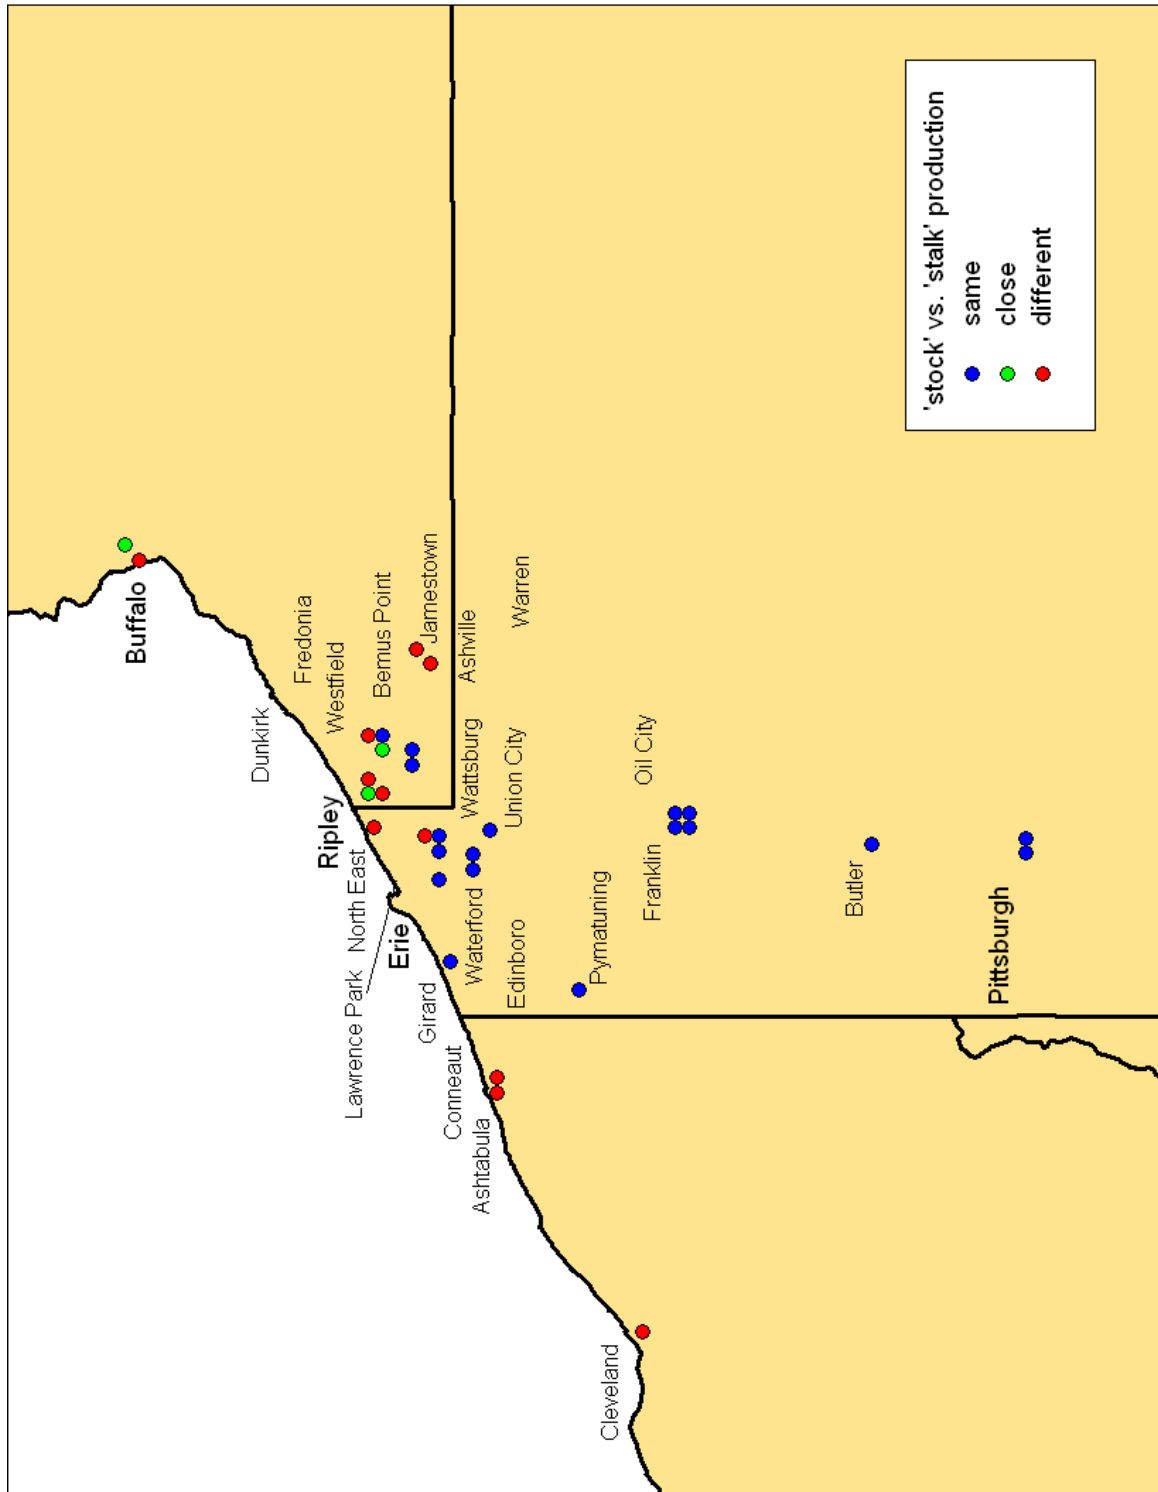 Buffalo
Dunkirk
Fredonia
Westfield
Bemus Point
Jamestown
Ashville
Warren
Ripley
North East
Lawrence Park
Erie
Wattsburg
Union City
Waterford
Edinboro
Girard
Conneaut
Ashtabula
Cleveland
Pymatuning
Oil City
Franklin
Butler
Pittsburgh
'stock' vs. 'stalk' production
same
close
different